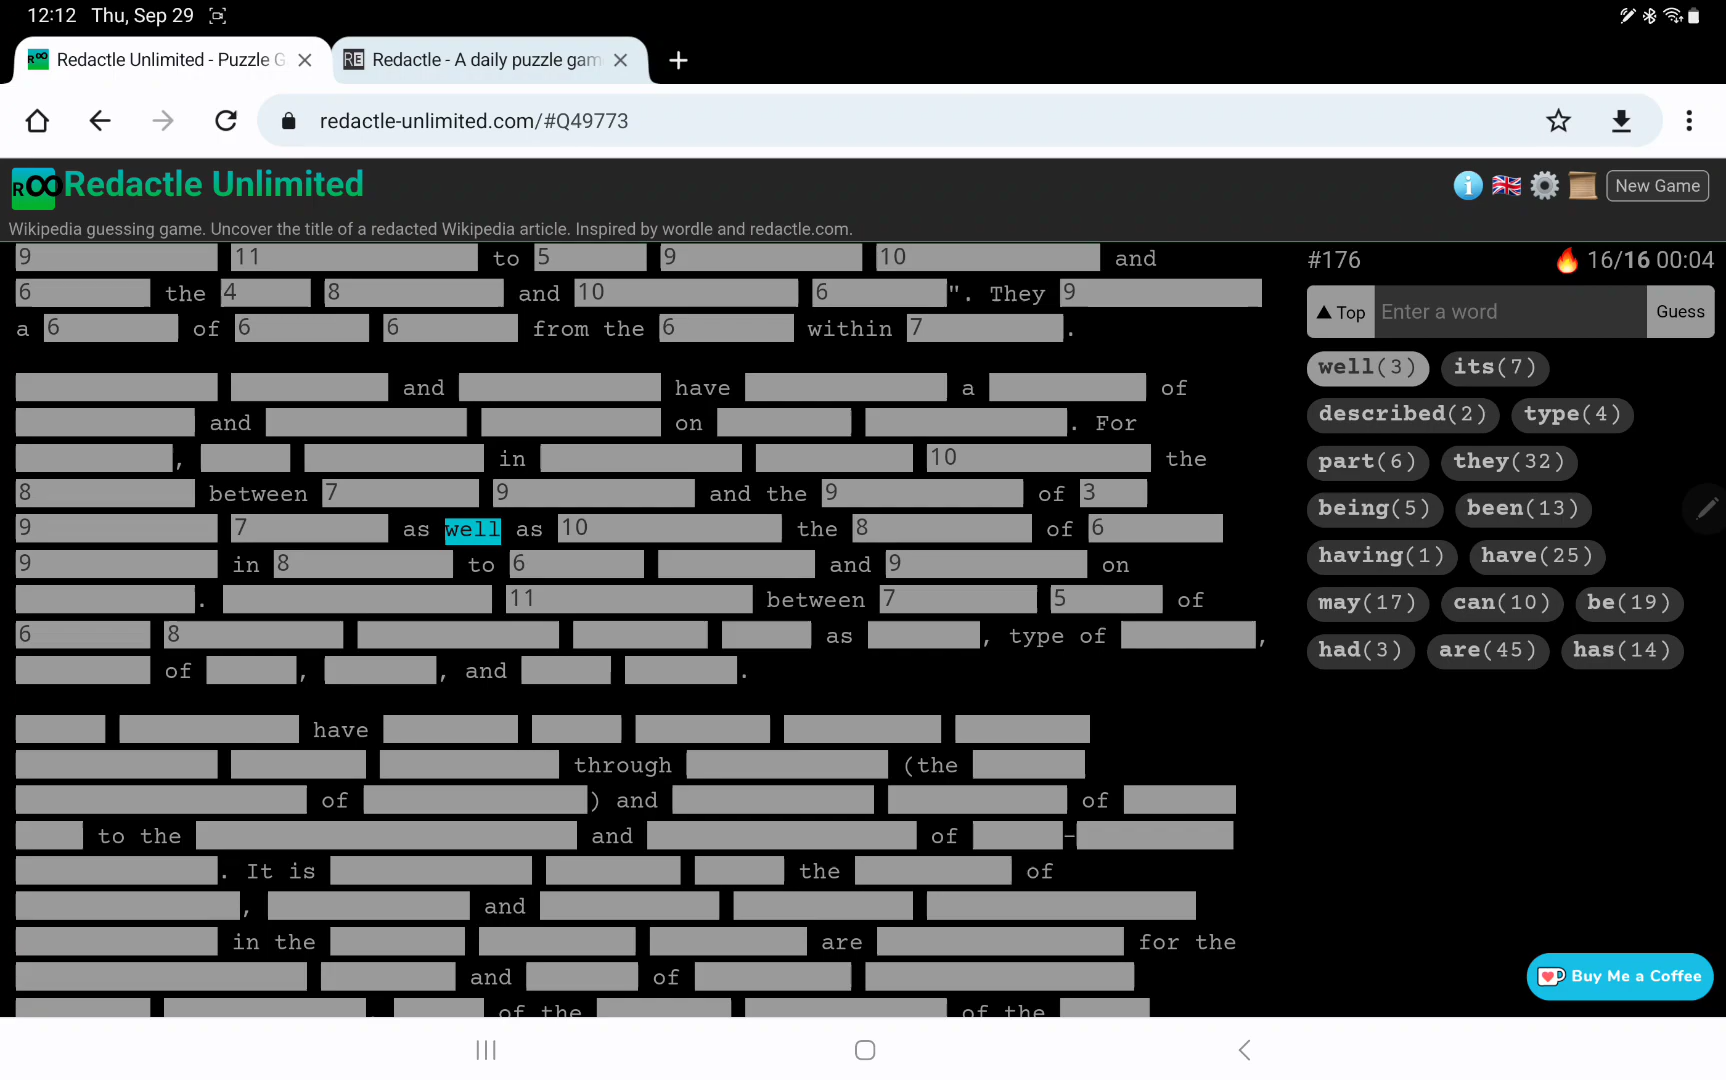 12:12 Thu, Sep 29
R∞ Redactle Unlimited - Puzzle G
RE Redactle - A daily puzzle gam
redactle-unlimited.com/#Q49773
R∞ Redactle Unlimited
New Game
Wikipedia guessing game. Uncover the title of a redacted Wikipedia article. Inspired by wordle and redactle.com.
9 11 to 5 9 10 and
6 the 4 8 and 10 6". They 9
a 6 of 6 6 from the 6 within 7.
and have a of
and on . For
, in 10 the
8 between 7 9 and the 9 of 3
9 7 as well as 10 the 8 of 6
9 in 8 to 6 and 9 on
. 11 between 7 5 of
6 8 as , type of ,
of , , and .
have
through (the
of ) and of
to the and of -
. It is the of
, and
in the are for the
and of
. of the of the
#176 16/16 00:04
▲ Top Enter a word Guess
well(3) its(7)
described(2) type(4)
part(6) they(32)
being(5) been(13)
having(1) have(25)
may(17) can(10) be(19)
had(3) are(45) has(14)
Buy Me a Coffee